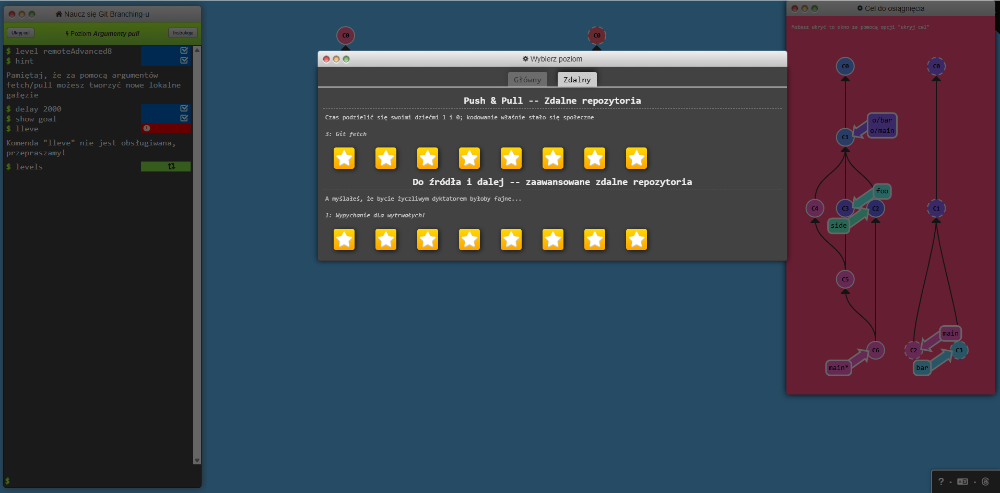 Naucz się Git Branching-u
Ukryj cel
Poziom Argumenty pull
Instrukcje
$ level remoteAdvanced8
$ hint
Pamiętaj, że za pomocą argumentów
fetch/pull możesz tworzyć nowe lokalne
gałęzie
$ delay 2000
$ show goal
$ lleve
Komenda "lleve" nie jest obsługiwana,
przepraszamy!
$ levels
$
C0
C0
Wybierz poziom
Główny
Zdalny
Push & Pull -- Zdalne repozytoria
Czas podzielić się swoimi dziećmi 1 i 0; kodowanie właśnie stało się społeczne
3: Git fetch
Do źródła i dalej -- zaawansowane zdalne repozytoria
A myślałeś, że bycie życzliwym dyktatorem byłoby fajne...
1: Wypychanie dla wytrwałych!
Cel do osiągnięcia
Możesz ukryć to okno za pomocą opcji "ukryj cel"
C0
C0
o/bar
o/main
C1
foo
C4
C3
C2
C1
side
C5
main
C6
C2
C3
main*
bar
?